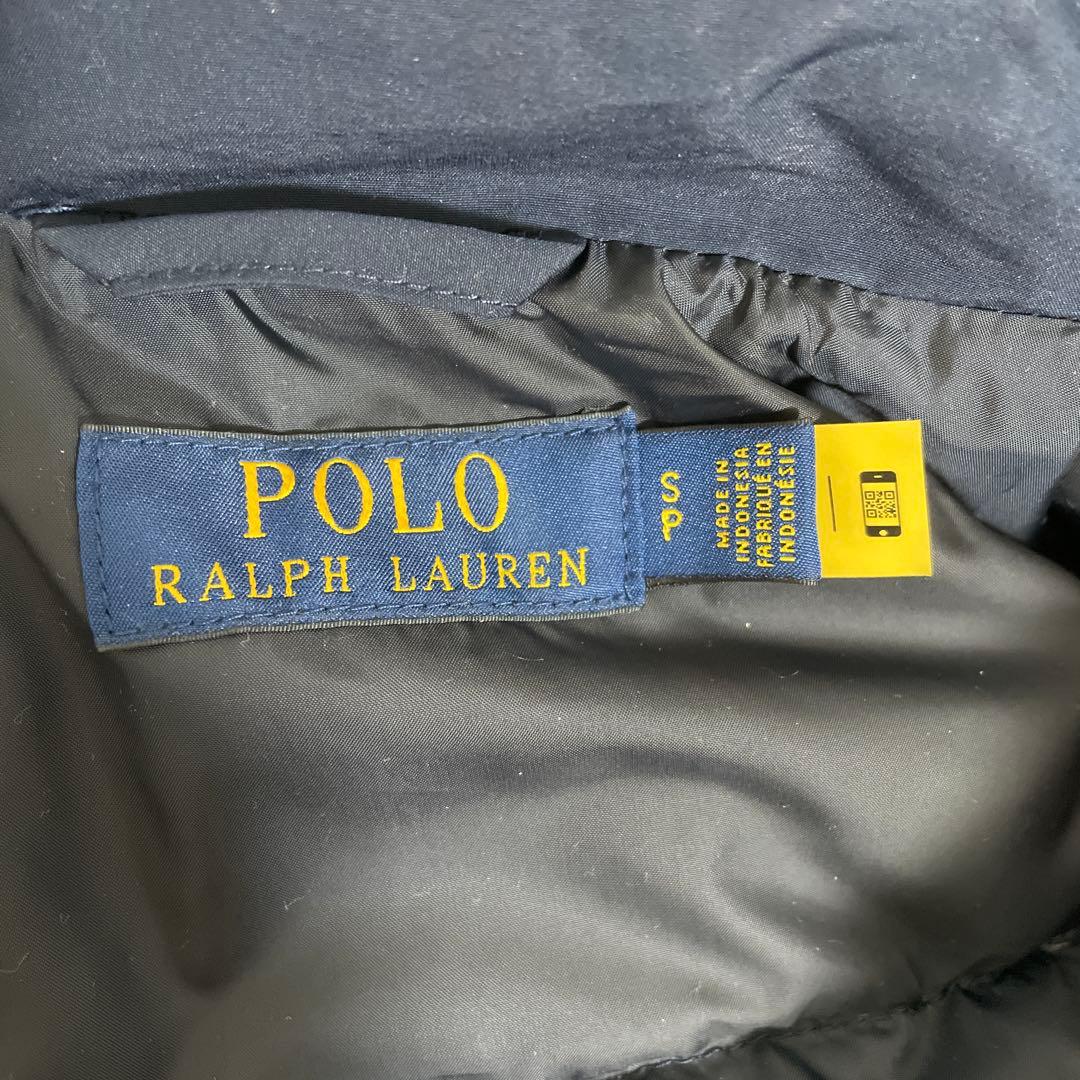 POLO
RALPH LAUREN
S
P
MADE IN
INDONESIA
FABRIQUÉ EN
INDONÉSIE